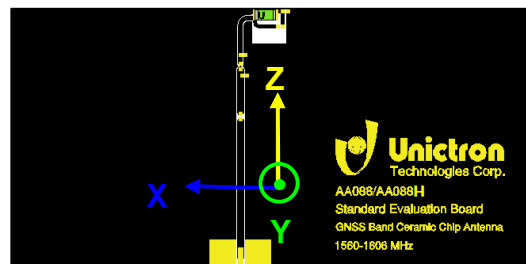 Z
X
Y
Unictron
Technologies Corp.
AA088/AA088H
Standard Evaluation Board
GNSS Band Ceramic Chip Antenna
1560-1606 MHz